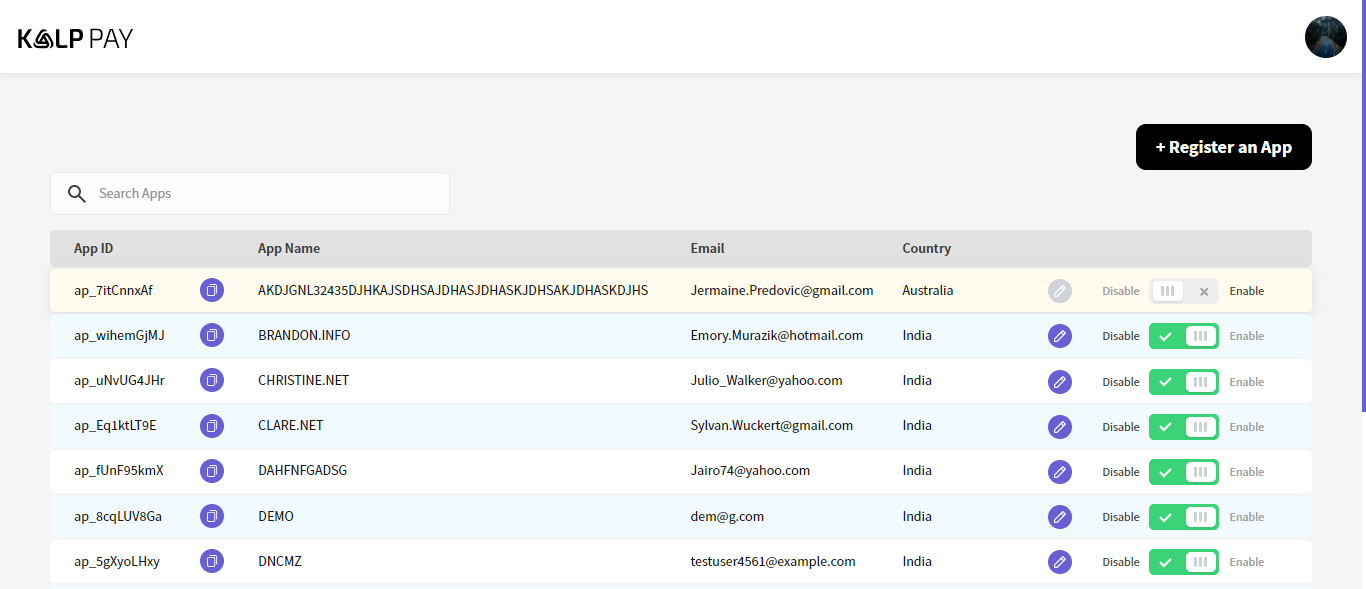 KALP PAY
+ Register an App
Search Apps
App ID App Name Email Country
ap_7itCnnxAf AKDJGNL32435DJHKAJSDHSAJDHASJDHASKJDHSAKJDHASKDJHS Jermaine.Predovic@gmail.com Australia Disable Enable
ap_wihemGjMJ BRANDON.INFO Emory.Murazik@hotmail.com India Disable Enable
ap_uNvUG4JHr CHRISTINE.NET Julio_Walker@yahoo.com India Disable Enable
ap_Eq1ktLT9E CLARE.NET Sylvan.Wuckert@gmail.com India Disable Enable
ap_fUnF95kmX DAHFNFGADSG Jairo74@yahoo.com India Disable Enable
ap_8cqLUV8Ga DEMO dem@g.com India Disable Enable
ap_5gXyoLHxy DNCMZ testuser4561@example.com India Disable Enable